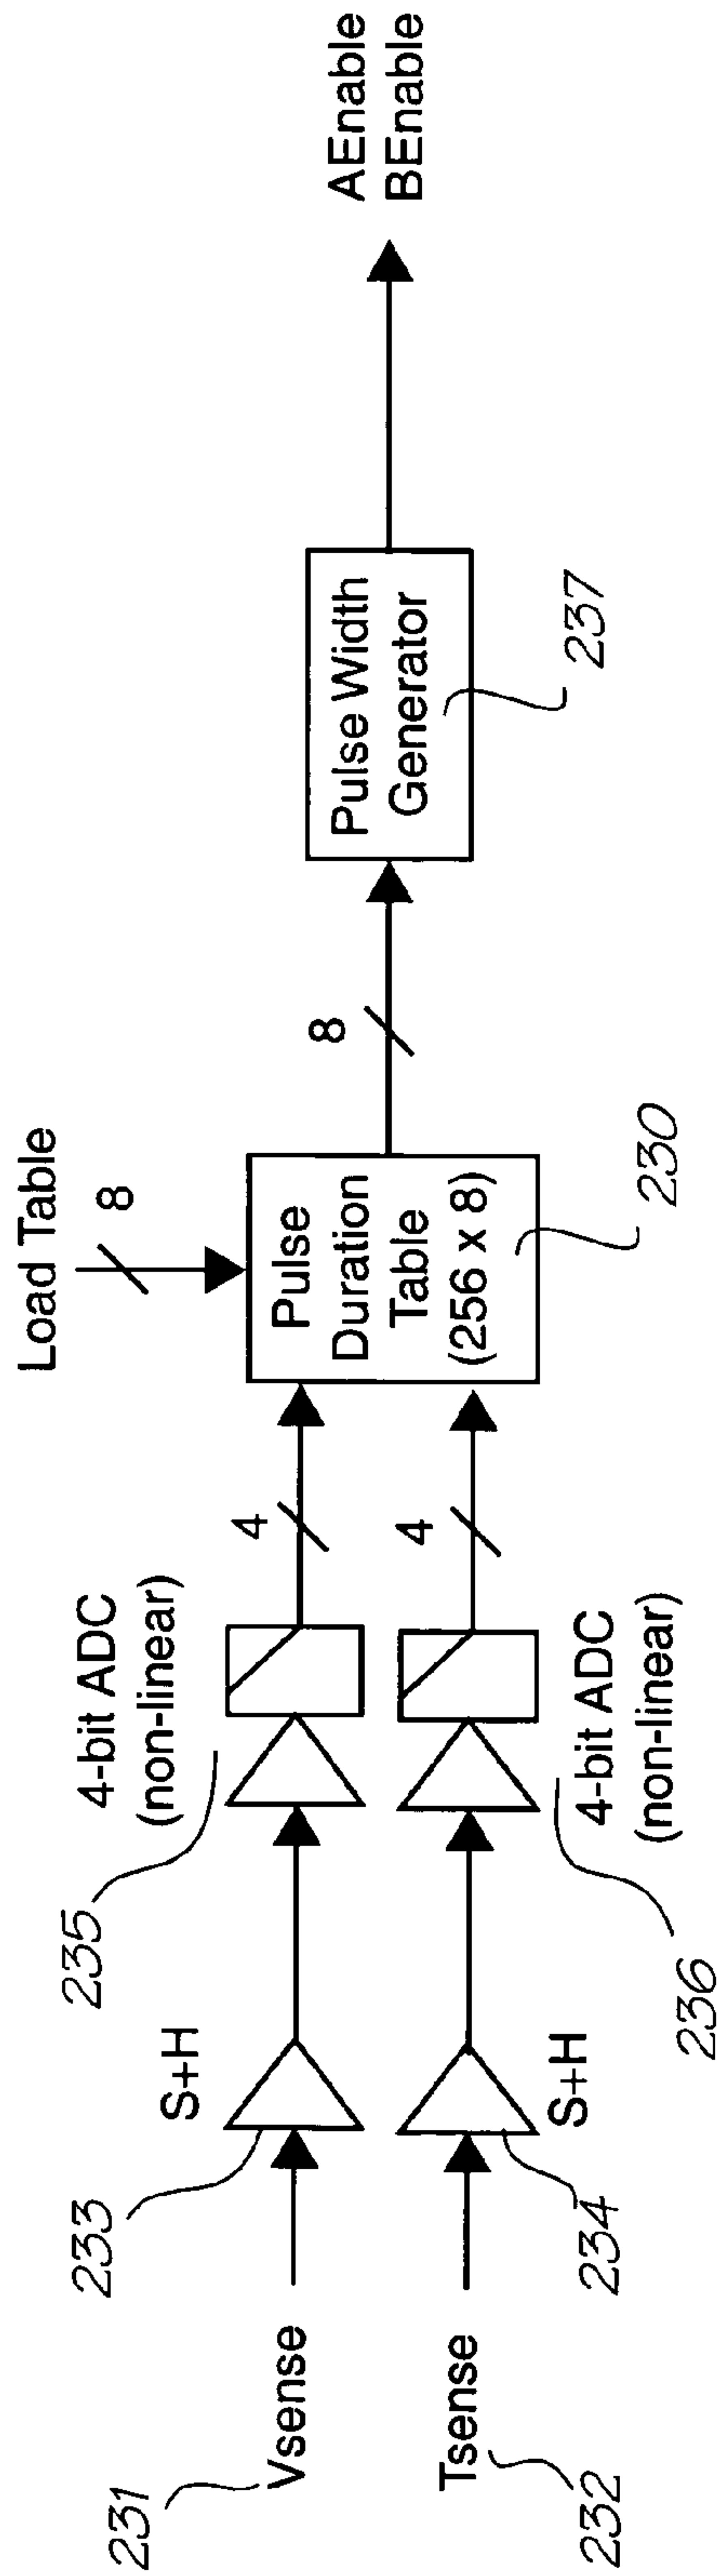 Load Table
8
231
Vsense
233
S+H
235
4-bit ADC
(non-linear)
4
Pulse
Duration
Table
(256 x 8)
230
8
Pulse Width
Generator
237
AEnable
BEnable
232
Tsense
234
S+H
236
4-bit ADC
(non-linear)
4